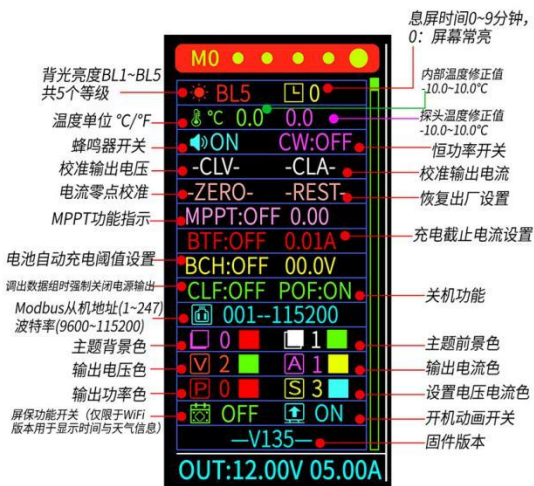 息屏时间0~9分钟,
0：屏幕常亮
M0
背光亮度BL1~BL5
共5个等级
BL5
0
内部温度修正值
-10.0~10.0℃
温度单位 ℃/℉
℃ 0.0
0.0
探头温度修正值
-10.0~10.0℃
蜂鸣器开关
ON
CW:OFF
恒功率开关
校准输出电压
-CLV-
-CLA-
校准输出电流
电流零点校准
-ZERO-
-REST-
恢复出厂设置
MPPT功能指示
MPPT:OFF 0.00
BTF:OFF 0.01A
充电截止电流设置
电池自动充电阈值设置
BCH:OFF 00.0V
调出数据组时强制关闭电源输出
CLF:OFF POF:ON
关机功能
Modbus从机地址(1~247)
波特率(9600~115200)
001--115200
主题背景色
0
1
主题前景色
输出电压色
V 2
A 1
输出电流色
输出功率色
P 0
S 3
设置电压电流色
屏保功能开关（仅限于WiFi
版本用于显示时间与天气信息）
OFF
ON
开机动画开关
—V135—
固件版本
OUT:12.00V 05.00A